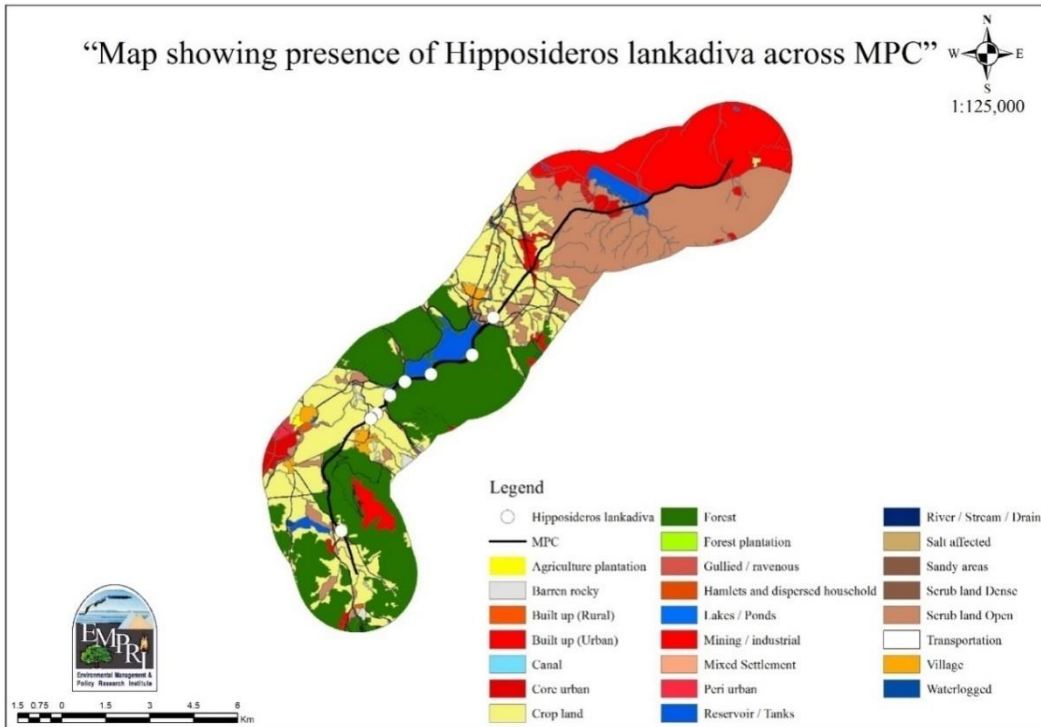 “Map showing presence of Hipposideros lankadiva across MPC”
N
W E
S
1:125,000
Legend
Hipposideros lankadiva
MPC
Agriculture plantation
Barren rocky
Built up (Rural)
Built up (Urban)
Canal
Core urban
Crop land
Forest
Forest plantation
Gullied / ravenous
Hamlets and dispersed household
Lakes / Ponds
Mining / industrial
Mixed Settlement
Peri urban
Reservoir / Tanks
River / Stream / Drain
Salt affected
Sandy areas
Scrub land Dense
Scrub land Open
Transportation
Village
Waterlogged
EMPRI
Environmental Management &
Policy Research Institute
1.5 0.75 0 1.5 3 4.5 6
Km